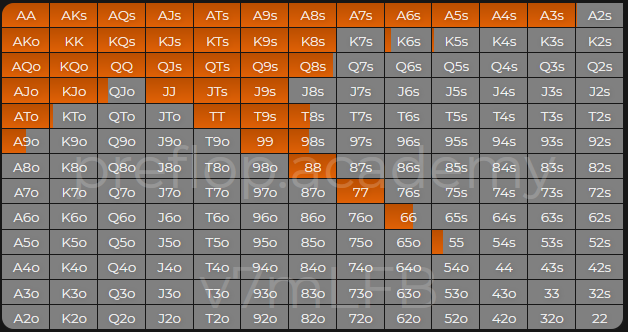 AA AKs AQs AJs ATs A9s A8s A7s A6s A5s A4s A3s A2s
AKo KK KQs KJs KTs K9s K8s K7s K6s K5s K4s K3s K2s
AQo KQo QQ QJs QTs Q9s Q8s Q7s Q6s Q5s Q4s Q3s Q2s
AJo KJo QJo JJ JTs J9s J8s J7s J6s J5s J4s J3s J2s
ATo KTo QTo JTo TT T9s T8s T7s T6s T5s T4s T3s T2s
A9o K9o Q9o J9o T9o 99 98s 97s 96s 95s 94s 93s 92s
A8o K8o Q8o J8o T8o 98o 88 87s 86s 85s 84s 83s 82s
preflop.academy
A7o K7o Q7o J7o T7o 97o 87o 77 76s 75s 74s 73s 72s
A6o K6o Q6o J6o T6o 96o 86o 76o 66 65s 64s 63s 62s
A5o K5o Q5o J5o T5o 95o 85o 75o 65o 55 54s 53s 52s
A4o K4o Q4o J4o T4o 94o 84o 74o 64o 54o 44 43s 42s
v7mLFB
A3o K3o Q3o J3o T3o 93o 83o 73o 63o 53o 43o 33 32s
A2o K2o Q2o J2o T2o 92o 82o 72o 62o 52o 42o 32o 22